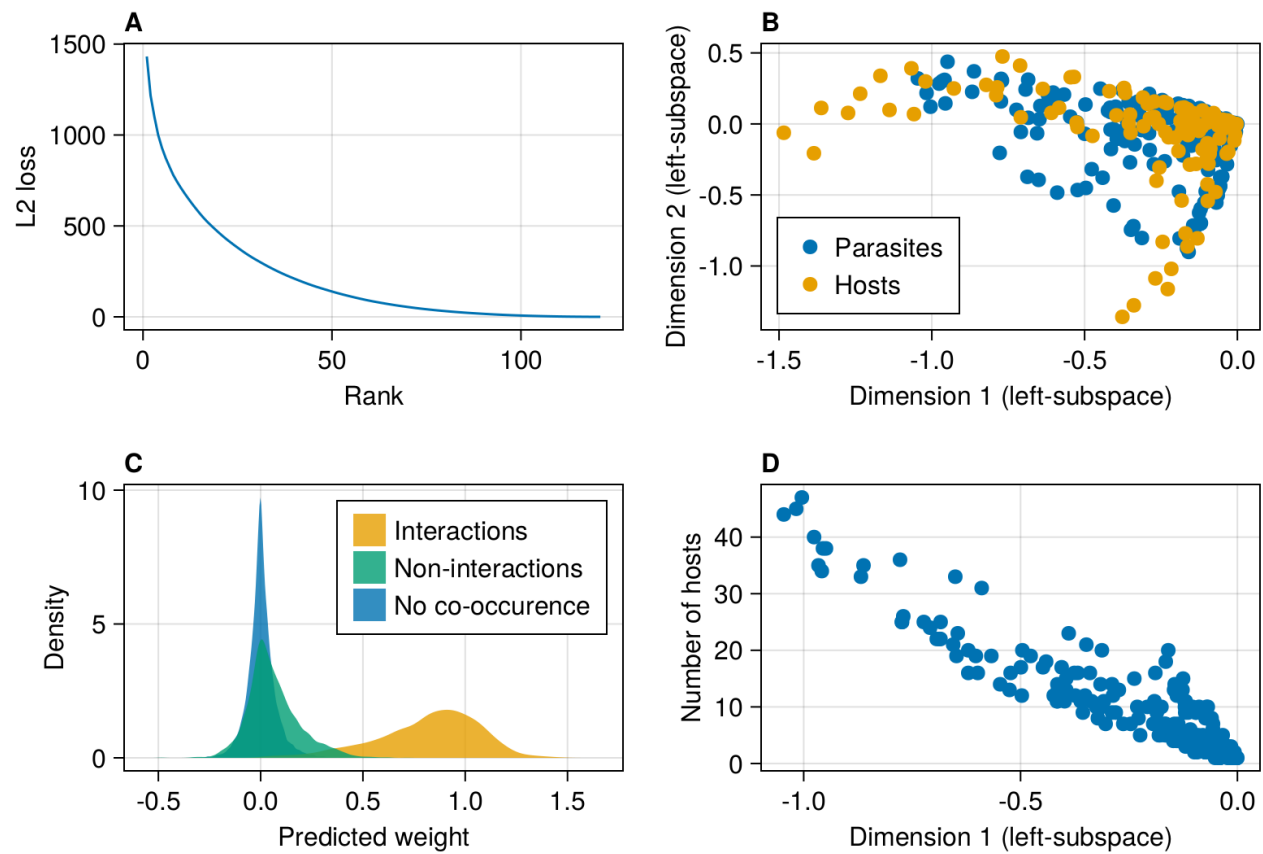 A
1500
1000
500
0
L2 loss
0
50
100
Rank
B
0.5
0.0
-0.5
-1.0
Dimension 2 (left-subspace)
Parasites
Hosts
-1.5
-1.0
-0.5
0.0
Dimension 1 (left-subspace)
C
10
5
0
Density
Interactions
Non-interactions
No co-occurence
-0.5
0.0
0.5
1.0
1.5
Predicted weight
D
40
30
20
10
0
Number of hosts
-1.0
-0.5
0.0
Dimension 1 (left-subspace)